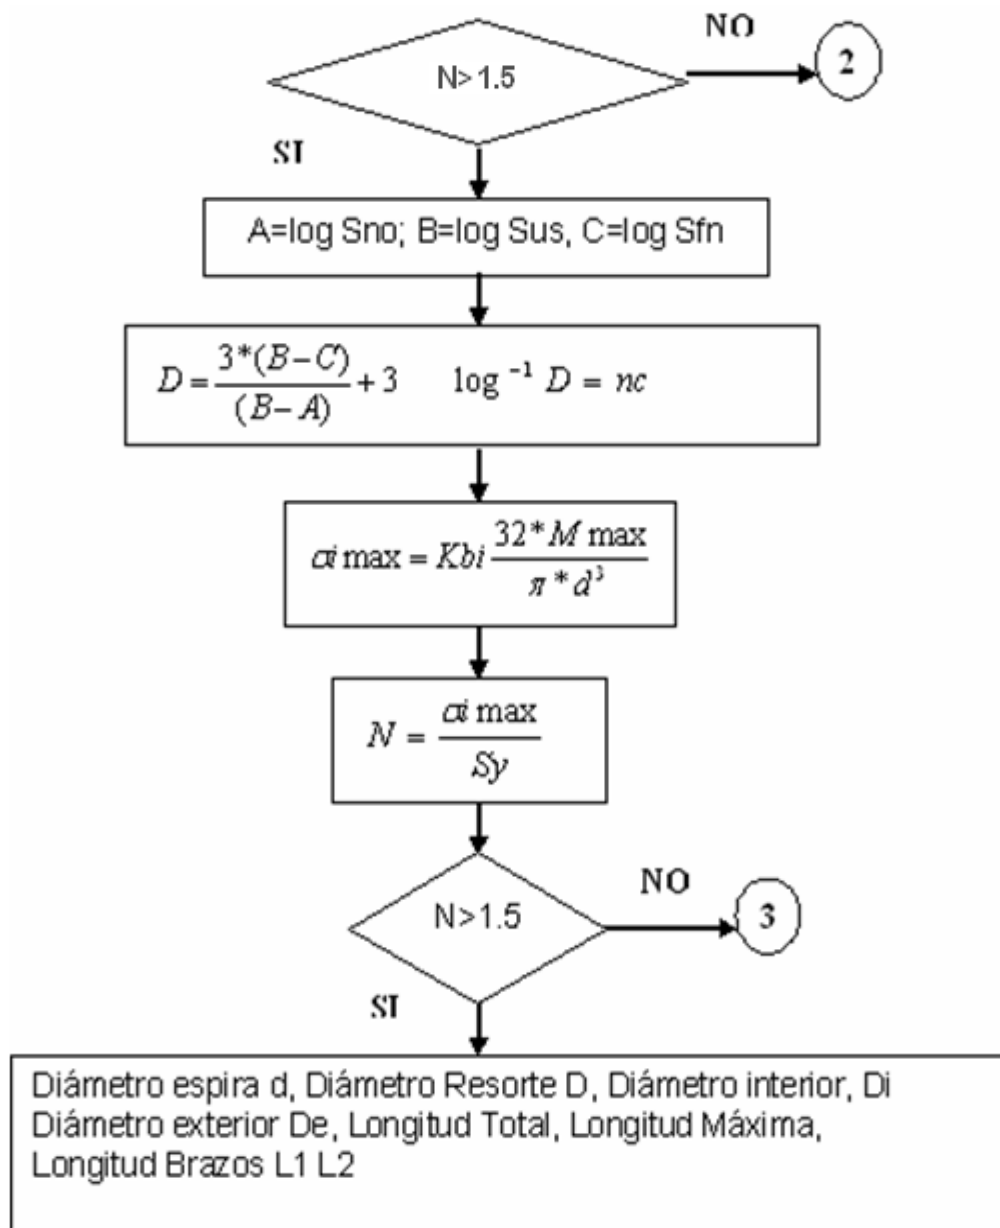 NO
N>1.5
2
SI
A=log Sno; B=log Sus, C=log Sfn
D = 3*(B-C) / (B-A) + 3 log⁻¹ D = nc
σi max = Kbi 32*M max / π*d³
N = σi max / Sy
NO
N>1.5
3
SI
Diámetro espira d, Diámetro Resorte D, Diámetro interior, Di
Diámetro exterior De, Longitud Total, Longitud Máxima,
Longitud Brazos L1 L2